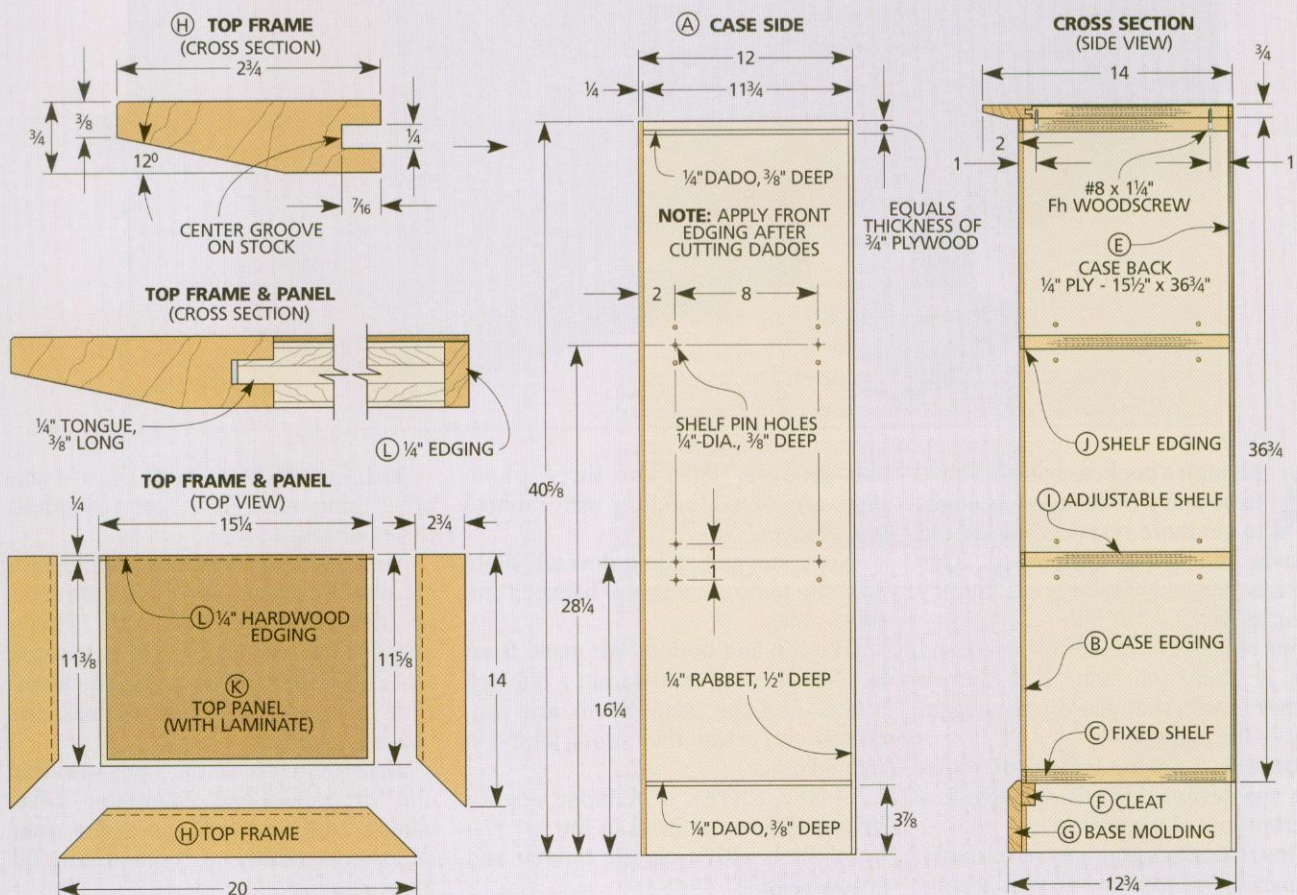 Ⓗ TOP FRAME
(CROSS SECTION)
2¾
¾
⅜
12⁰
¼
7/16
CENTER GROOVE
ON STOCK
TOP FRAME & PANEL
(CROSS SECTION)
¼" TONGUE,
⅜" LONG
Ⓛ ¼" EDGING
TOP FRAME & PANEL
(TOP VIEW)
¼
15¼
2¾
Ⓛ ¼" HARDWOOD
EDGING
11⅜
11⅝
14
Ⓚ
TOP PANEL
(WITH LAMINATE)
Ⓗ TOP FRAME
20
Ⓐ CASE SIDE
12
¼
11¾
¼" DADO, ⅜" DEEP
NOTE: APPLY FRONT
EDGING AFTER
CUTTING DADOES
EQUALS
THICKNESS OF
¾" PLYWOOD
2
8
SHELF PIN HOLES
¼"-DIA., ⅜" DEEP
40⅝
1
1
28¼
16¼
¼" RABBET, ½" DEEP
¼" DADO, ⅜" DEEP
3⅞
CROSS SECTION
(SIDE VIEW)
14
¾
2
1
1
#8 x 1¼"
Fh WOODSCREW
Ⓔ
CASE BACK
¼" PLY - 15½" x 36¾"
Ⓙ SHELF EDGING
36¾
Ⓘ ADJUSTABLE SHELF
Ⓑ CASE EDGING
Ⓒ FIXED SHELF
Ⓕ CLEAT
Ⓖ BASE MOLDING
12¾